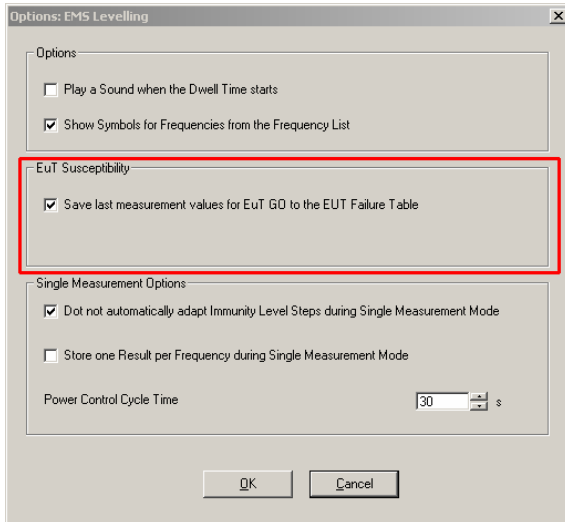 Options: EMS Levelling
Options
Play a Sound when the Dwell Time starts
Show Symbols for Frequencies from the Frequency List
EuT Susceptibility
Save last measurement values for EuT GO to the EUT Failure Table
Single Measurement Options
Dot not automatically adapt Immunity Level Steps during Single Measurement Mode
Store one Result per Frequency during Single Measurement Mode
Power Control Cycle Time 30 s
OK Cancel